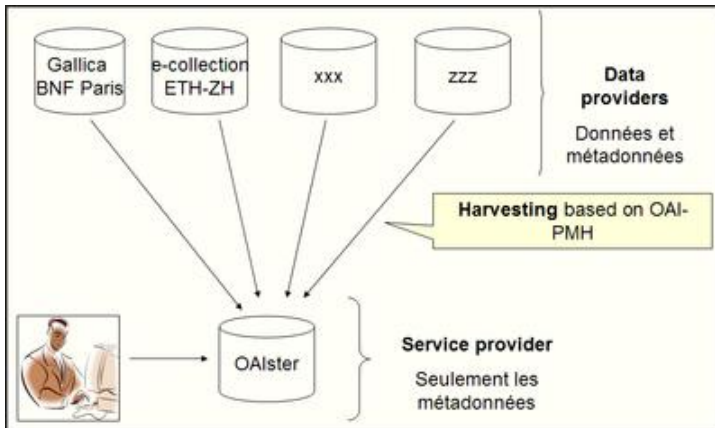 Gallica
BNF Paris
e-collection
ETH-ZH
xxx
zzz
Data
providers
Données et
métadonnées
Harvesting based on OAI-
PMH
OAIster
Service provider
Seulement les
métadonnées